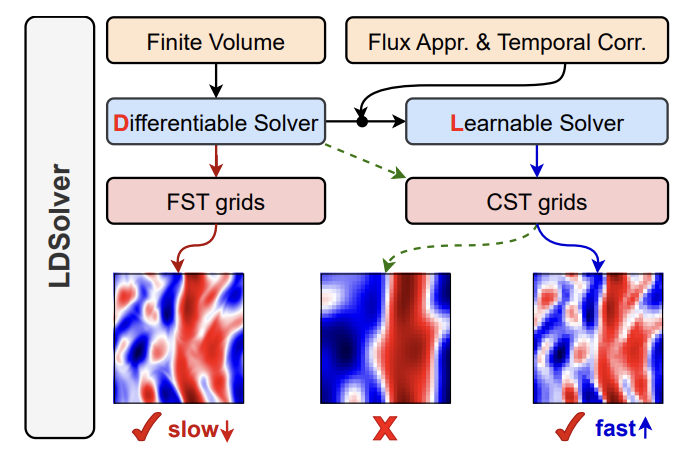 LDSolver
Finite Volume
Flux Appr. & Temporal Corr.
Differentiable Solver
Learnable Solver
FST grids
CST grids
✓ slow↓
X
✓ fast↑